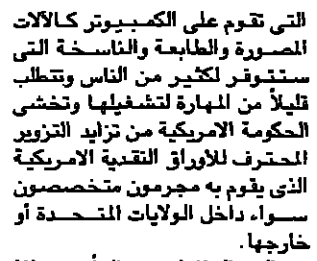 التى تقوم على الكمبيوتر كالآلات
المصورة والطابعة والناسخة التى
ستتوفر لكثير من الناس وتتطلب
قليلاً من المهارة لتشغيلها وتخشى
الحكومة الامريكية من تزايد التزوير
المحترف للأوراق النقدية الامريكية
الذى يقوم به مجرمون متخصصون
سواء داخل الولايات المتحدة أو
خارجها.